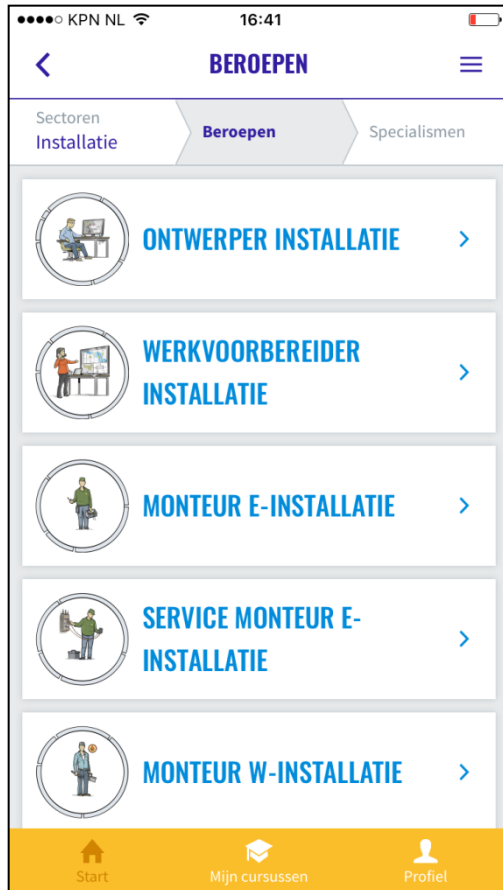 KPN NL 16:41
BEROEPEN
Sectoren
Installatie
Beroepen
Specialismen
ONTWERPER INSTALLATIE
WERKVOORBEREIDER
INSTALLATIE
MONTEUR E-INSTALLATIE
SERVICE MONTEUR E-
INSTALLATIE
MONTEUR W-INSTALLATIE
Start Mijn cursussen Profiel